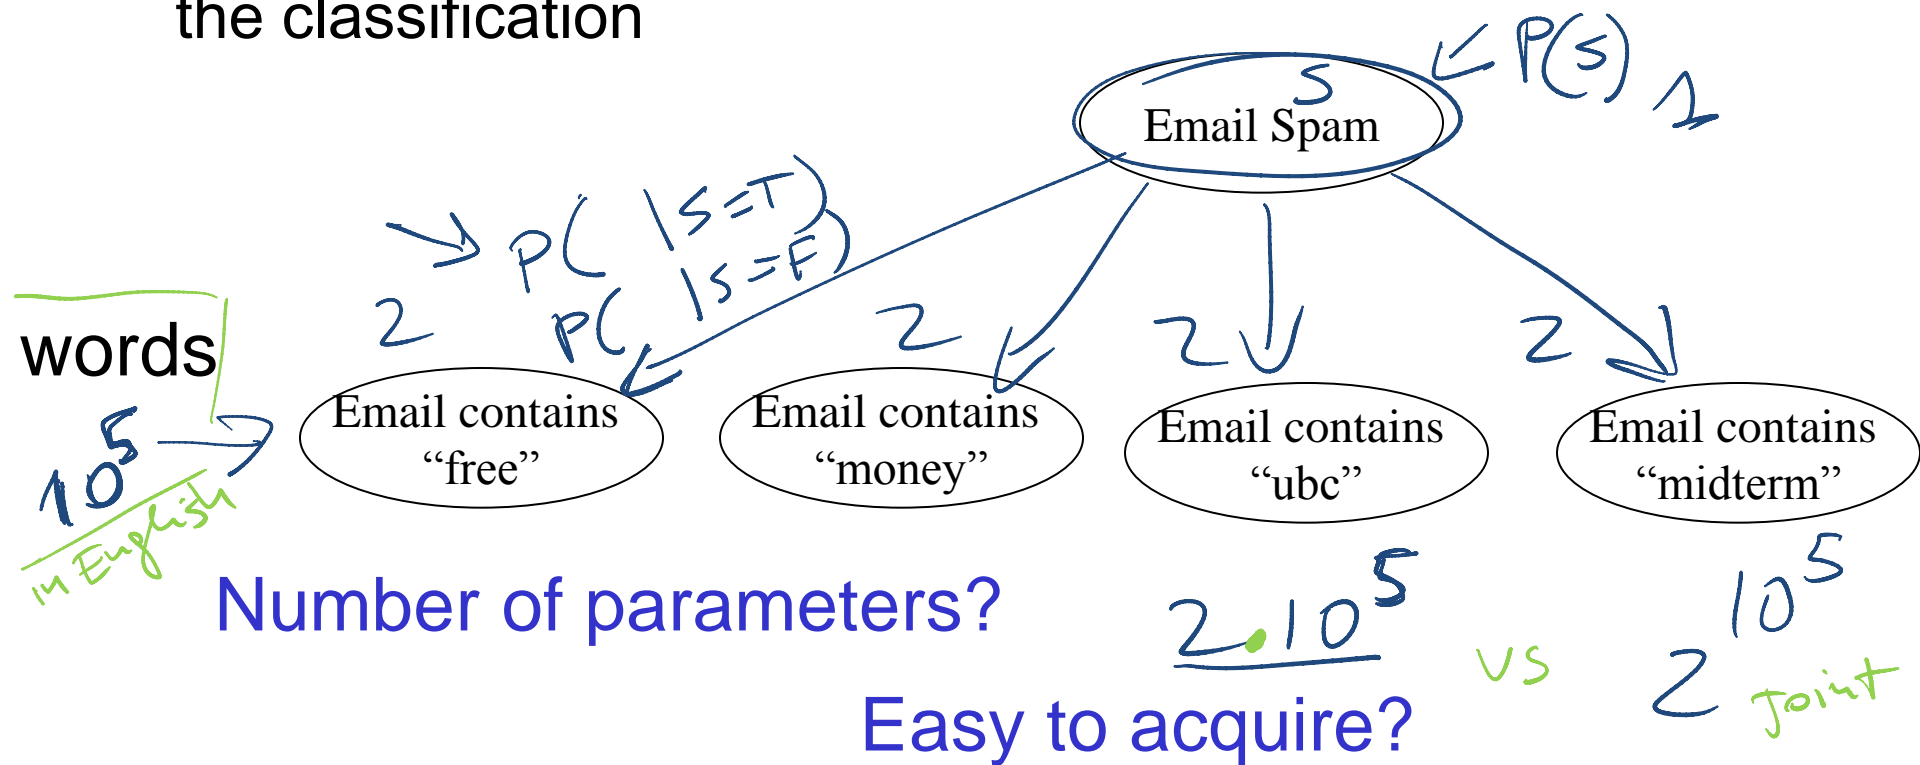 the classification
P(S) 1
S
Email Spam
P( |S=T)
P( |S=F)
2 2 2 2
words
10^5
in English
Email contains
“free”
Email contains
“money”
Email contains
“ubc”
Email contains
“midterm”
Number of parameters?
2.10^5 vs 2^10^5
Joint
Easy to acquire?